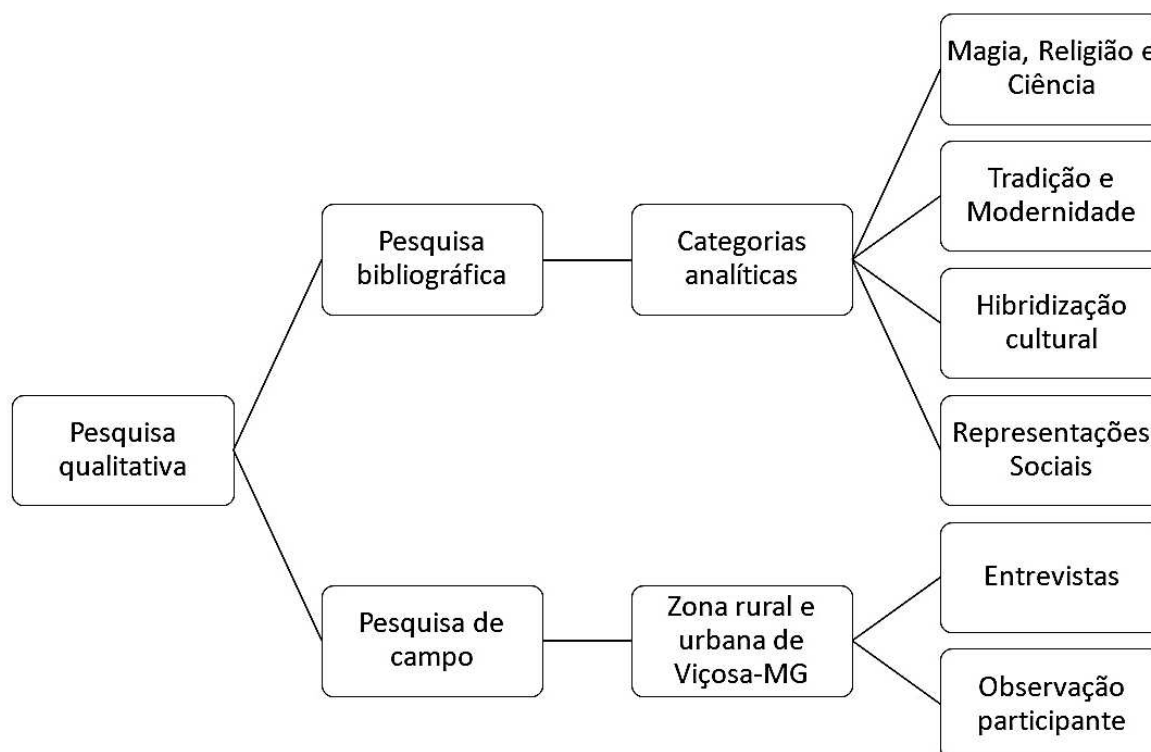 Pesquisa
qualitativa
Pesquisa
bibliográfica
Categorias
analíticas
Magia, Religião e
Ciência
Tradição e
Modernidade
Hibridização
cultural
Representações
Sociais
Pesquisa de
campo
Zona rural e
urbana de
Viçosa-MG
Entrevistas
Observação
participante